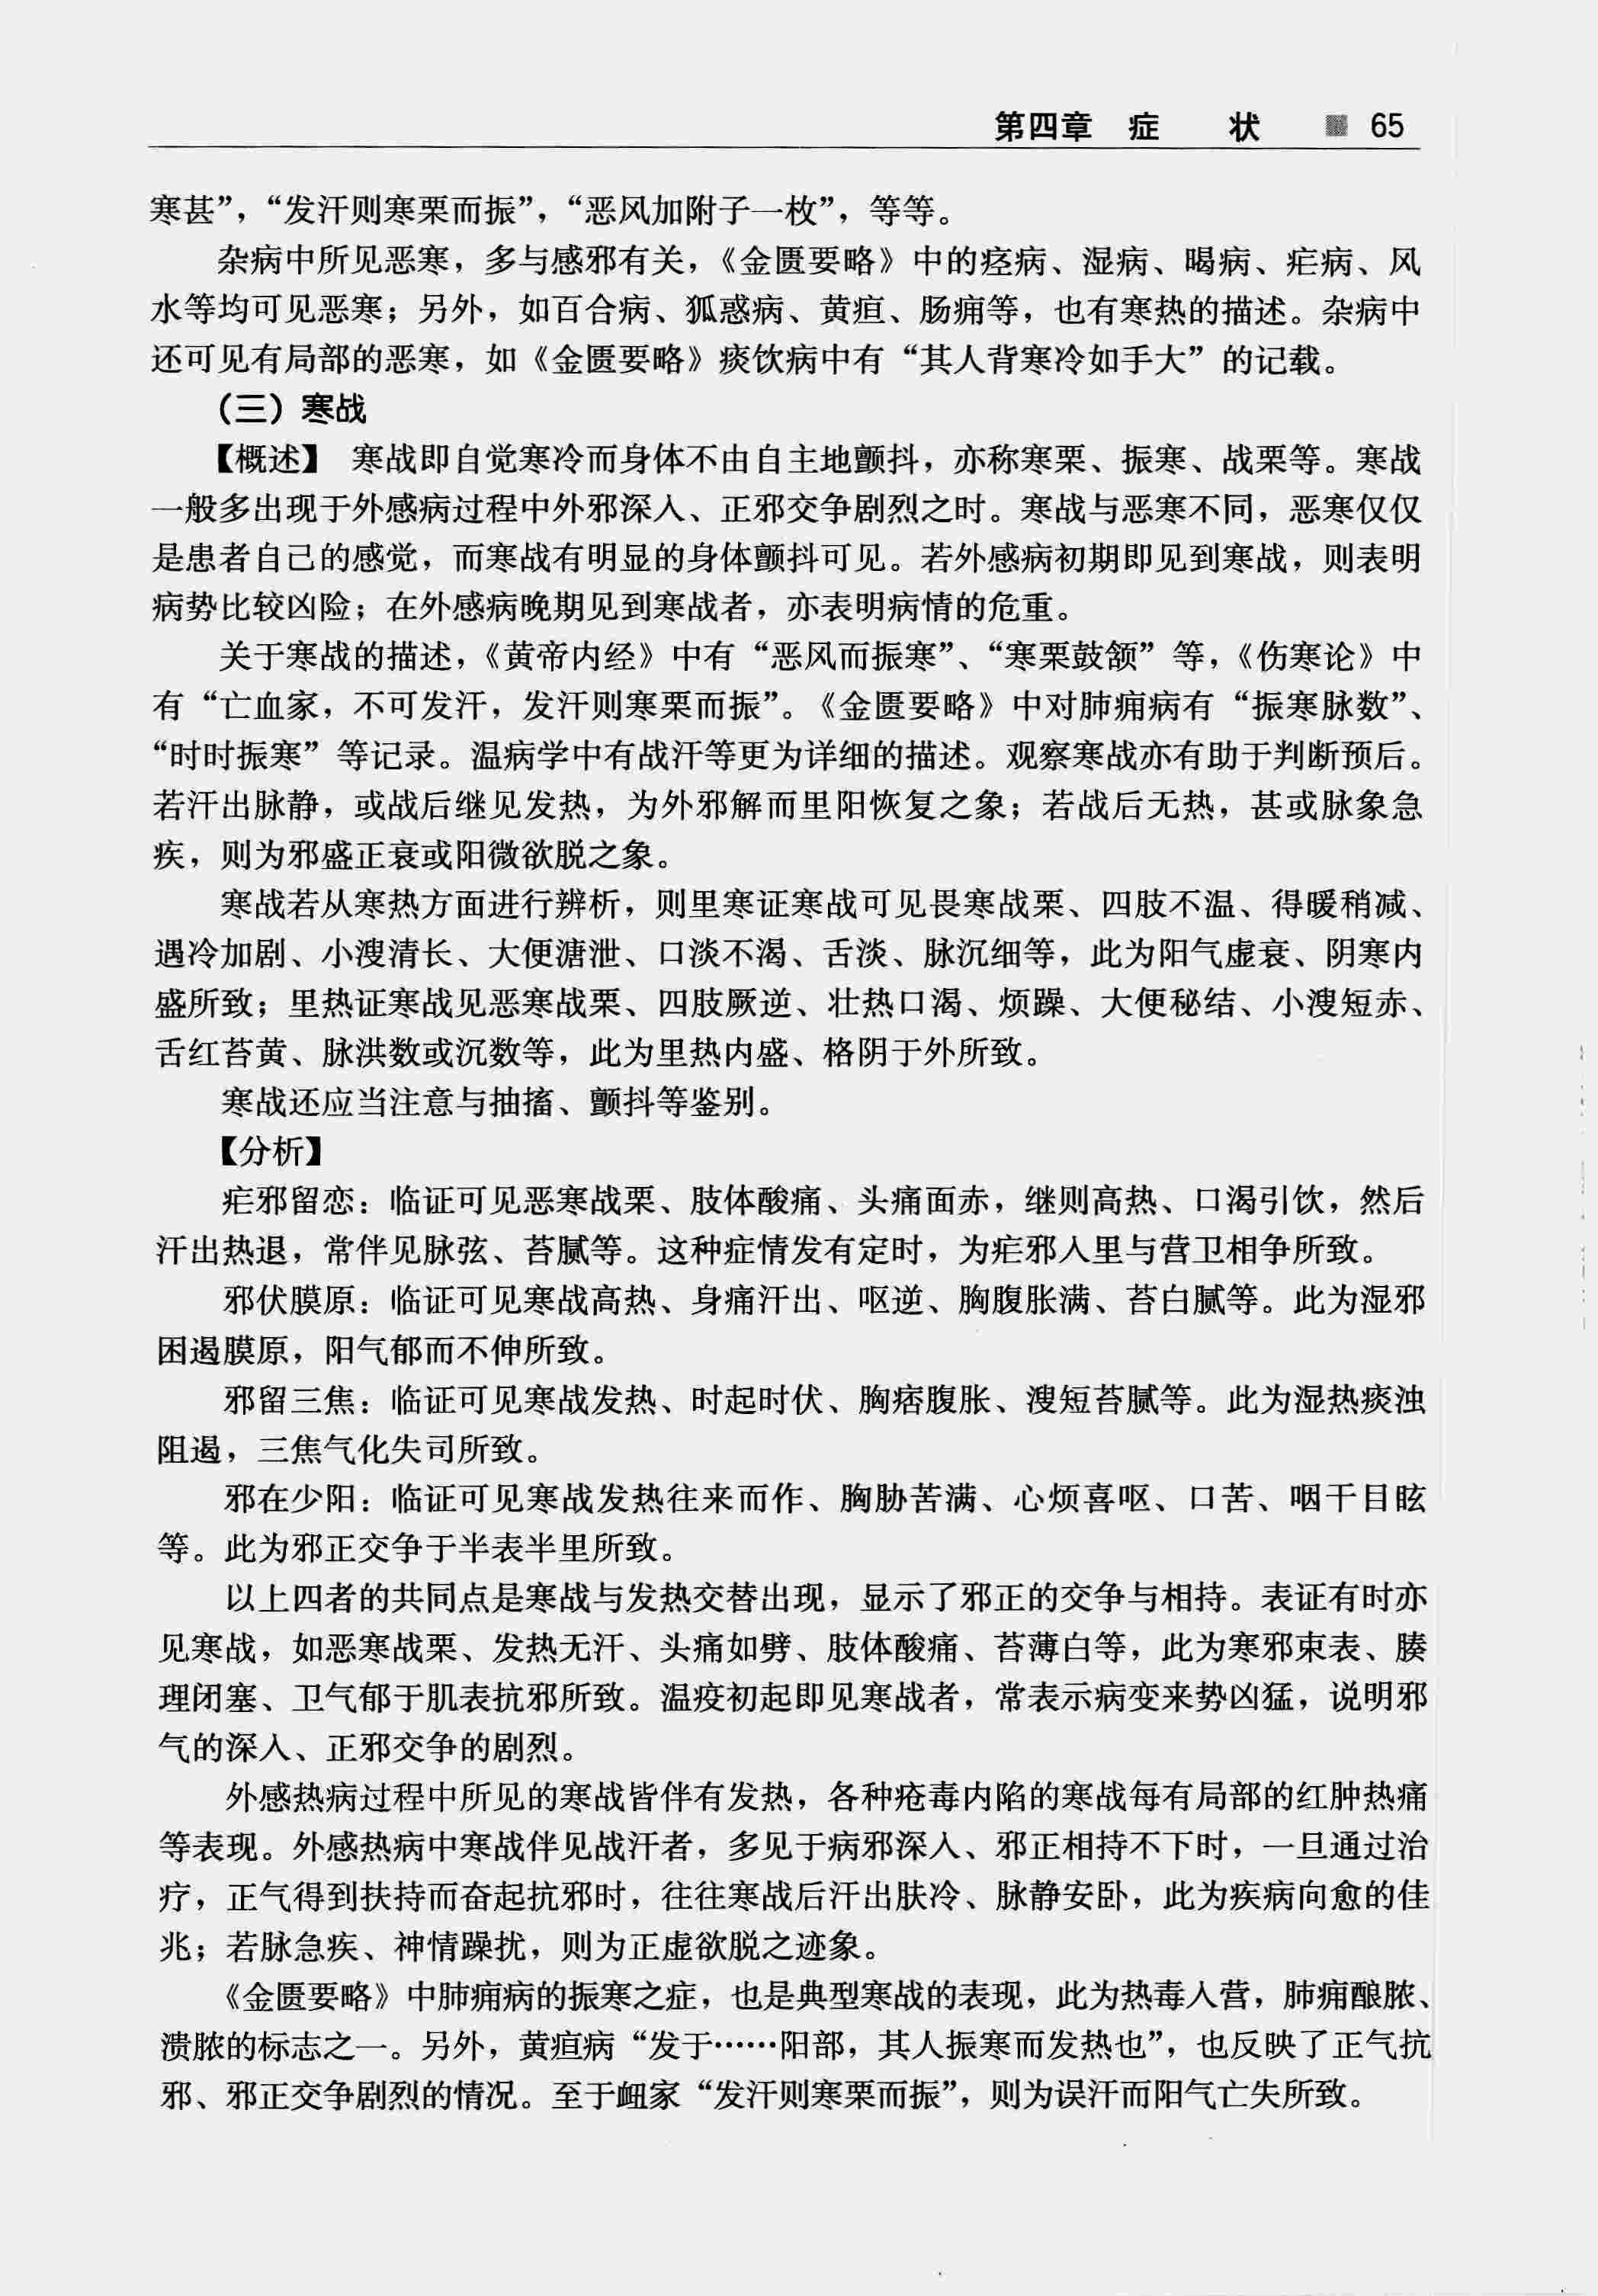 第四章 症 状 65
寒甚”，“发汗则寒栗而振”，“恶风加附子一枚”，等等。
杂病中所见恶寒，多与感邪有关，《金匮要略》中的痉病、湿病、暍病、疟病、风
水等均可见恶寒；另外，如百合病、狐惑病、黄疸、肠痈等，也有寒热的描述。杂病中
还可见有局部的恶寒，如《金匮要略》痰饮病中有“其人背寒冷如手大”的记载。
（三）寒战
【概述】 寒战即自觉寒冷而身体不由自主地颤抖，亦称寒栗、振寒、战栗等。寒战
一般多出现于外感病过程中外邪深入、正邪交争剧烈之时。寒战与恶寒不同，恶寒仅仅
是患者自己的感觉，而寒战有明显的身体颤抖可见。若外感病初期即见到寒战，则表明
病势比较凶险；在外感病晚期见到寒战者，亦表明病情的危重。
关于寒战的描述，《黄帝内经》中有“恶风而振寒”、“寒栗鼓颔”等，《伤寒论》中
有“亡血家，不可发汗，发汗则寒栗而振”。《金匮要略》中对肺痈病有“振寒脉数”、
“时时振寒”等记录。温病学中有战汗等更为详细的描述。观察寒战亦有助于判断预后。
若汗出脉静，或战后继见发热，为外邪解而里阳恢复之象；若战后无热，甚或脉象急
疾，则为邪盛正衰或阳微欲脱之象。
寒战若从寒热方面进行辨析，则里寒证寒战可见畏寒战栗、四肢不温、得暖稍减、
遇冷加剧、小溲清长、大便溏泄、口淡不渴、舌淡、脉沉细等，此为阳气虚衰、阴寒内
盛所致；里热证寒战见恶寒战栗、四肢厥逆、壮热口渴、烦躁、大便秘结、小溲短赤、
舌红苔黄、脉洪数或沉数等，此为里热内盛、格阴于外所致。
寒战还应当注意与抽搐、颤抖等鉴别。
【分析】
疟邪留恋：临证可见恶寒战栗、肢体酸痛、头痛面赤，继则高热、口渴引饮，然后
汗出热退，常伴见脉弦、苔腻等。这种症情发有定时，为疟邪入里与营卫相争所致。
邪伏膜原：临证可见寒战高热、身痛汗出、呕逆、胸腹胀满、苔白腻等。此为湿邪
困遏膜原，阳气郁而不伸所致。
邪留三焦：临证可见寒战发热、时起时伏、胸痞腹胀、溲短苔腻等。此为湿热痰浊
阻遏，三焦气化失司所致。
邪在少阳：临证可见寒战发热往来而作、胸胁苦满、心烦喜呕、口苦、咽干目眩
等。此为邪正交争于半表半里所致。
以上四者的共同点是寒战与发热交替出现，显示了邪正的交争与相持。表证有时亦
见寒战，如恶寒战栗、发热无汗、头痛如劈、肢体酸痛、苔薄白等，此为寒邪束表、腠
理闭塞、卫气郁于肌表抗邪所致。温疫初起即见寒战者，常表示病变来势凶猛，说明邪
气的深入、正邪交争的剧烈。
外感热病过程中所见的寒战皆伴有发热，各种疮毒内陷的寒战每有局部的红肿热痛
等表现。外感热病中寒战伴见战汗者，多见于病邪深入、邪正相持不下时，一旦通过治
疗，正气得到扶持而奋起抗邪时，往往寒战后汗出肤冷、脉静安卧，此为疾病向愈的佳
兆；若脉急疾、神情躁扰，则为正虚欲脱之迹象。
《金匮要略》中肺痈病的振寒之症，也是典型寒战的表现，此为热毒入营，肺痈酿脓、
溃脓的标志之一。另外，黄疸病“发于……阳部，其人振寒而发热也”，也反映了正气抗
邪、邪正交争剧烈的情况。至于衄家“发汗则寒栗而振”，则为误汗而阳气亡失所致。